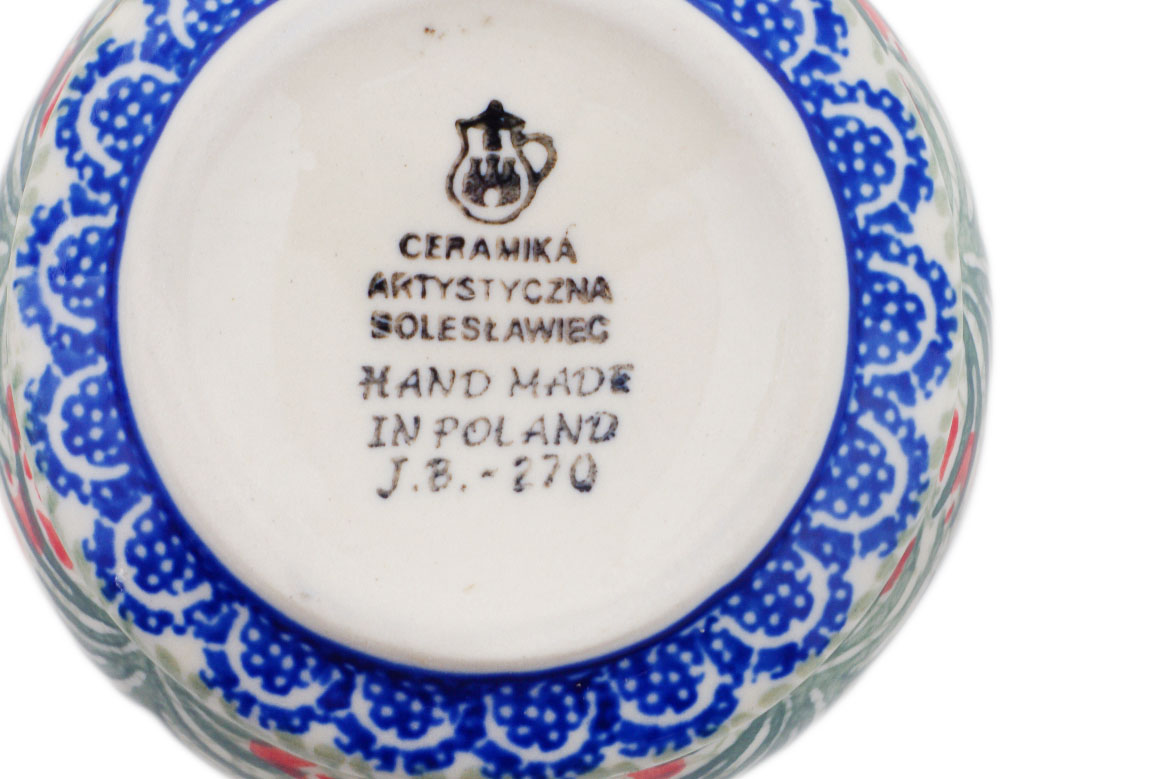 CERAMIKA
ARTYSTYCZNA
BOLESŁAWIEC
HAND MADE
IN POLAND
J.B.-270